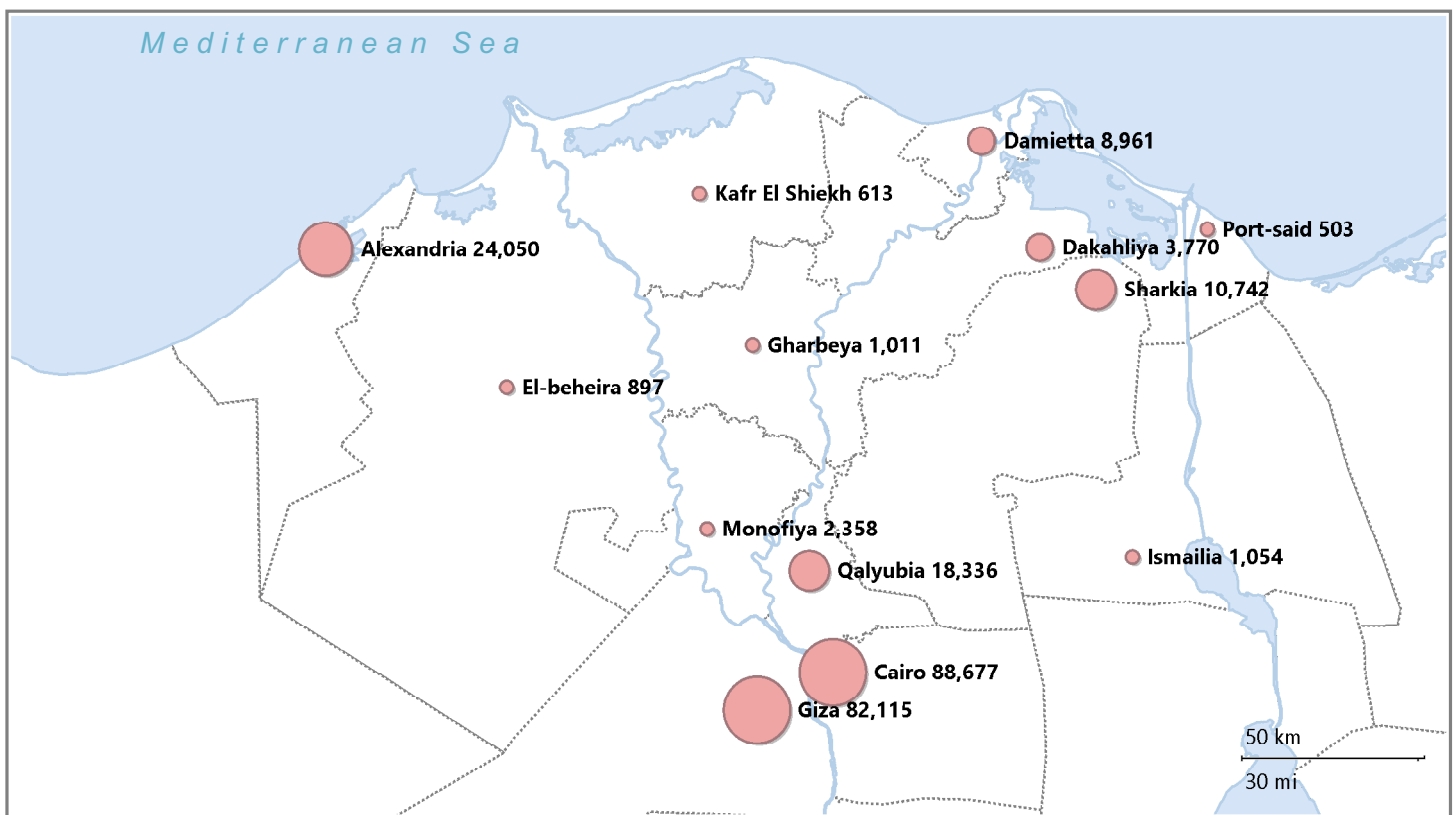 Mediterranean Sea
Damietta 8,961
Kafr El Shiekh 613
Port-said 503
Alexandria 24,050
Dakahliya 3,770
Sharkia 10,742
Gharbeya 1,011
El-beheira 897
Monofiya 2,358
Ismailia 1,054
Qalyubia 18,336
Cairo 88,677
Giza 82,115
50 km
30 mi